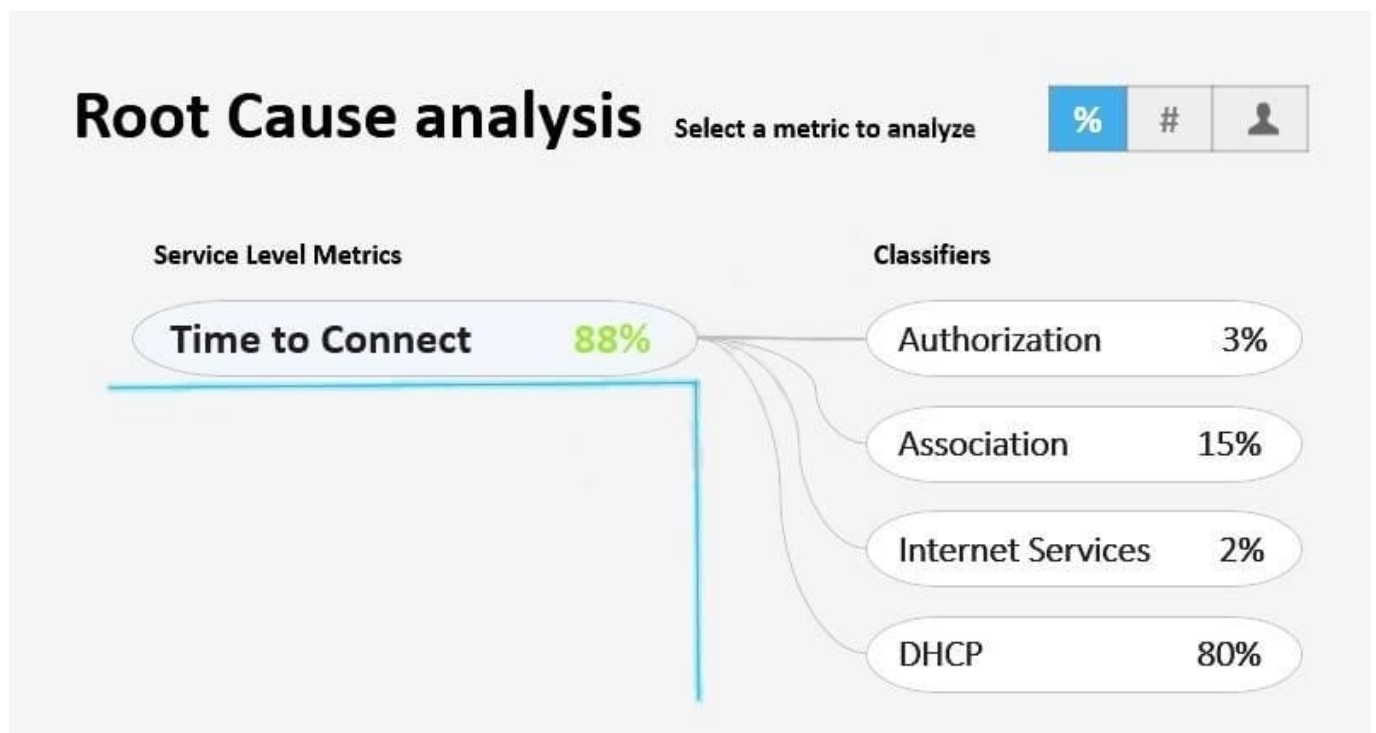 Root Cause analysis Select a metric to analyze % #
Service Level Metrics Classifiers
Time to Connect 88% Authorization 3%
Association 15%
Internet Services 2%
DHCP 80%